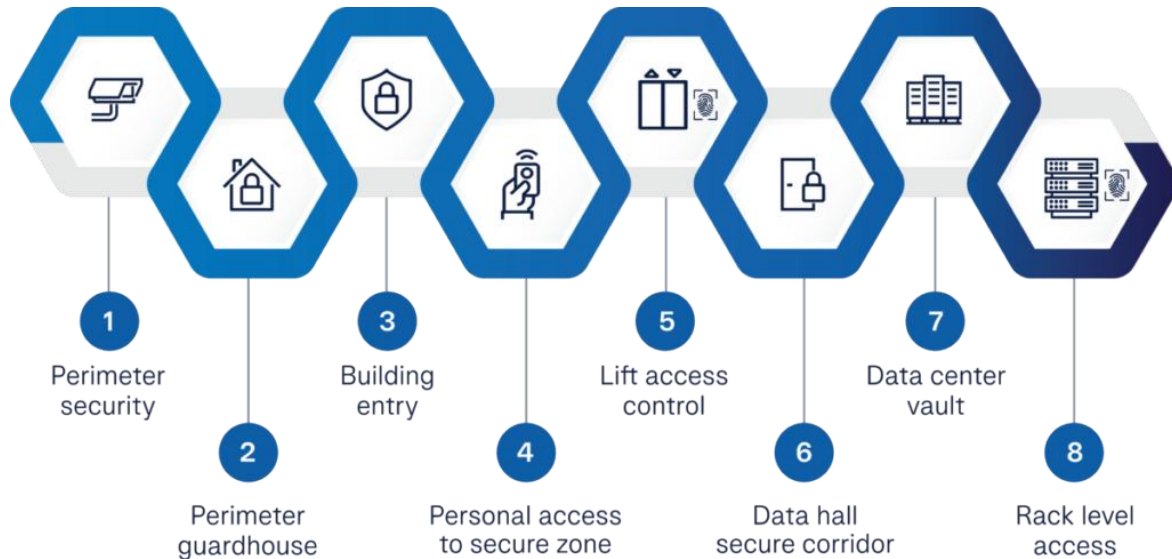 1
Perimeter
security
2
Perimeter
guardhouse
3
Building
entry
4
Personal access
to secure zone
5
Lift access
control
6
Data hall
secure corridor
7
Data center
vault
8
Rack level
access